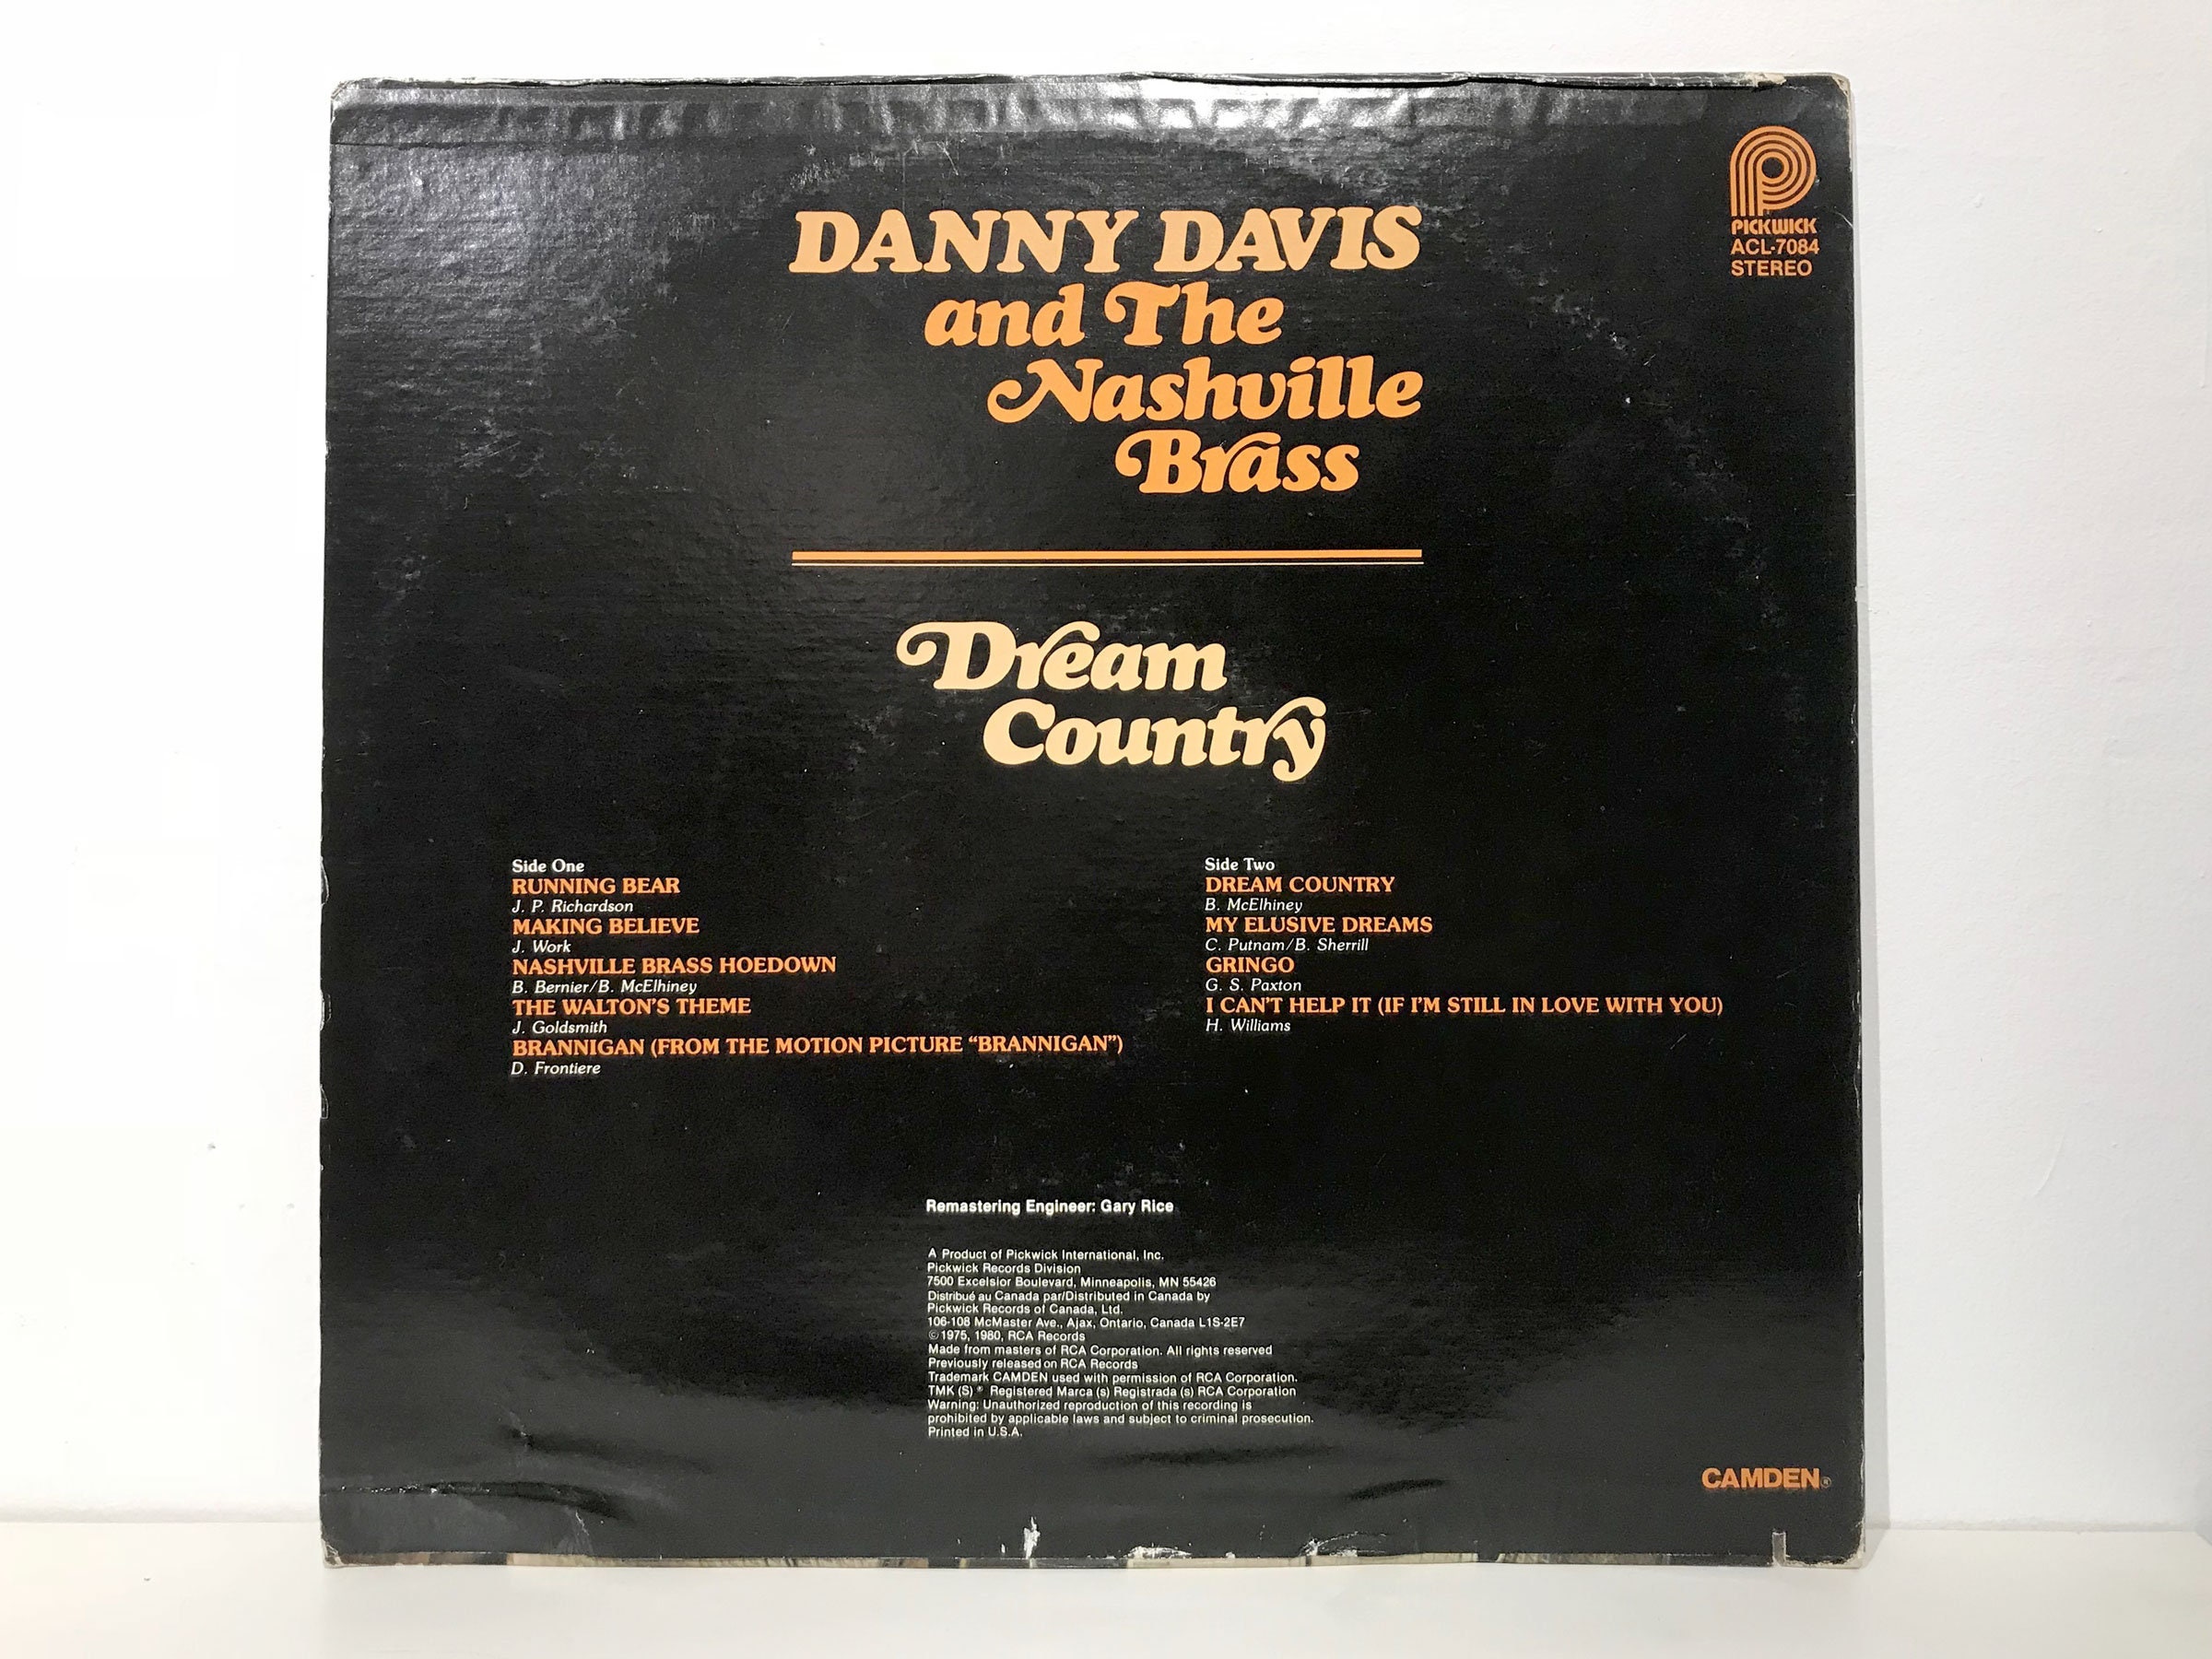 DANNY DAVIS
and The
Nashville
Brass
PICKWICK
ACL-7084
STEREO
Dream
Country
Side One
RUNNING BEAR
J. P. Richardson
MAKING BELIEVE
J. Work
NASHVILLE BRASS HOEDOWN
B. Bernier/B. McElhiney
THE WALTON'S THEME
J. Goldsmith
BRANNIGAN (FROM THE MOTION PICTURE “BRANNIGAN”)
D. Frontiere
Side Two
DREAM COUNTRY
B. McElhiney
MY ELUSIVE DREAMS
C. Putnam/B. Sherrill
GRINGO
G. S. Paxton
I CAN'T HELP IT (IF I'M STILL IN LOVE WITH YOU)
H. Williams
Remastering Engineer: Gary Rice
A Product of Pickwick International, Inc.
Pickwick Records Division
7500 Excelsior Boulevard, Minneapolis, MN 55426
Distribué au Canada par/Distributed in Canada by
Pickwick Records of Canada, Ltd.
106-108 McMaster Ave., Ajax, Ontario, Canada L1S-2E7
©1975, 1980, RCA Records
Made from masters of RCA Corporation. All rights reserved
Previously released on RCA Records
Trademark CAMDEN used with permission of RCA Corporation.
TMK (S) ® Registered Marca (s) Registrada (s) RCA Corporation
Warning: Unauthorized reproduction of this recording is
prohibited by applicable laws and subject to criminal prosecution.
Printed in U.S.A.
CAMDEN®